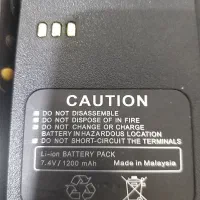 CAUTION
DO NOT DISASSEMBLE
DO NOT DISPOSE OF IN FIRE
DO NOT CHANGE OR CHARGE
BATTERY IN HAZARDOUS LOCATION
DO NOT SHORT-CIRCUIT THE TERMINALS
Li-ion BATTERY PACK
7.4V/1200 mAh Made in Malaysia